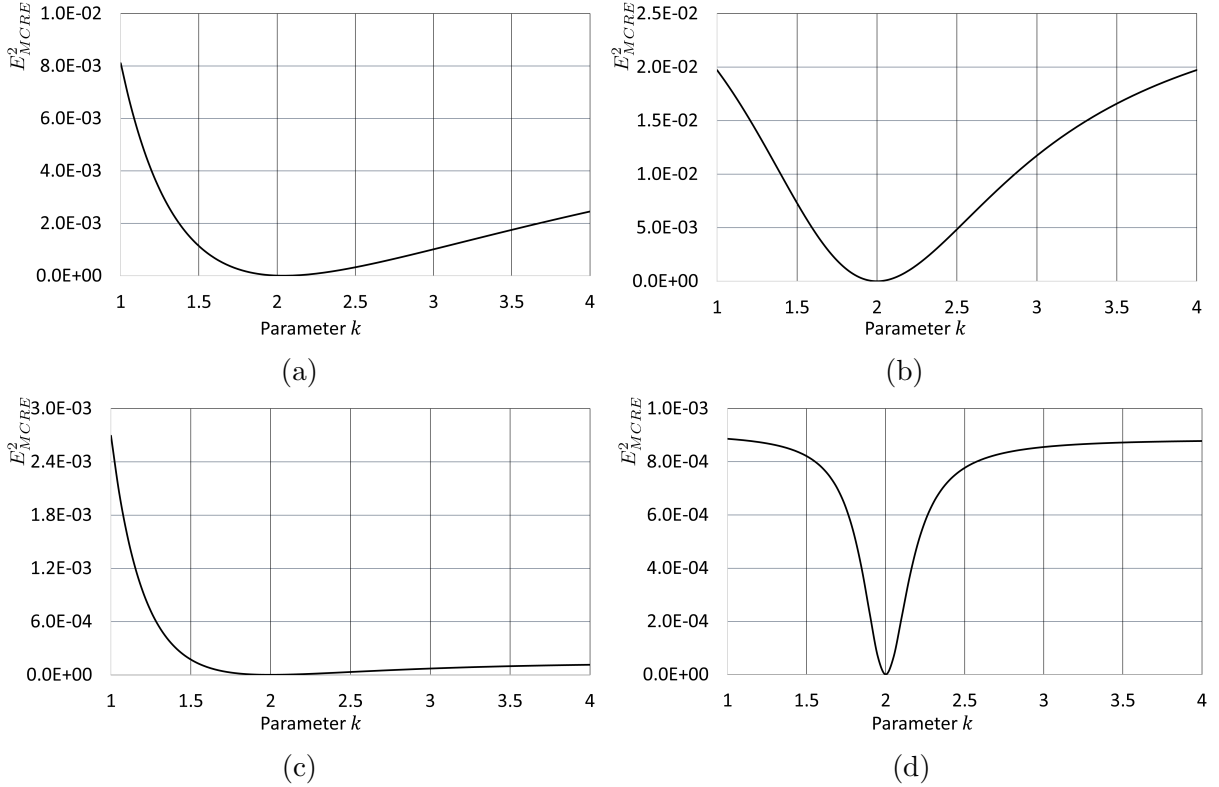 E²_MCRE
1.0E-02
8.0E-03
6.0E-03
4.0E-03
2.0E-03
0.0E+00
1 1.5 2 2.5 3 3.5 4
Parameter k
(a)
E²_MCRE
2.5E-02
2.0E-02
1.5E-02
1.0E-02
5.0E-03
0.0E+00
1 1.5 2 2.5 3 3.5 4
Parameter k
(b)
E²_MCRE
3.0E-03
2.4E-03
1.8E-03
1.2E-03
6.0E-04
0.0E+00
1 1.5 2 2.5 3 3.5 4
Parameter k
(c)
E²_MCRE
1.0E-03
8.0E-04
6.0E-04
4.0E-04
2.0E-04
0.0E+00
1 1.5 2 2.5 3 3.5 4
Parameter k
(d)